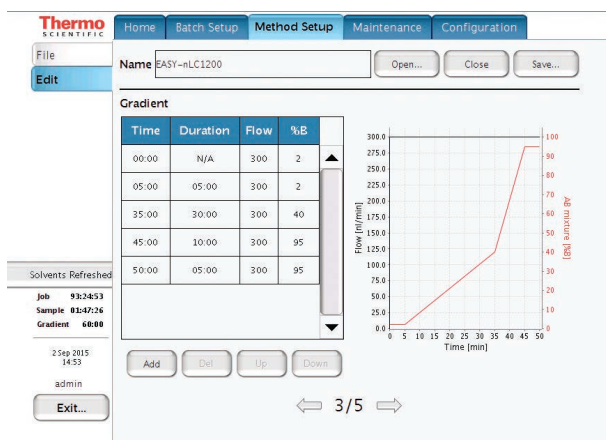 Thermo
SCIENTIFIC
Home Batch Setup Method Setup Maintenance Configuration
File
Edit
Name EASY-nLC1200 Open... Close Save...
Gradient
Time Duration Flow %B
00:00 N/A 300 2
05:00 05:00 300 2
35:00 30:00 300 40
45:00 10:00 300 95
50:00 05:00 300 95
300.0
275.0
250.0
225.0
200.0
175.0
150.0
125.0
100.0
75.0
50.0
25.0
0.0
Flow [nl/min]
100
90
80
70
60
50
40
30
20
10
0
AB mixture [%B]
0 5 10 15 20 25 30 35 40 45 50
Time [min]
Solvents Refreshed
Job 93:24:53
Sample 01:47:26
Gradient 60:00
2 Sep 2015
14:53
admin
Exit...
Add Del Up Down
3/5